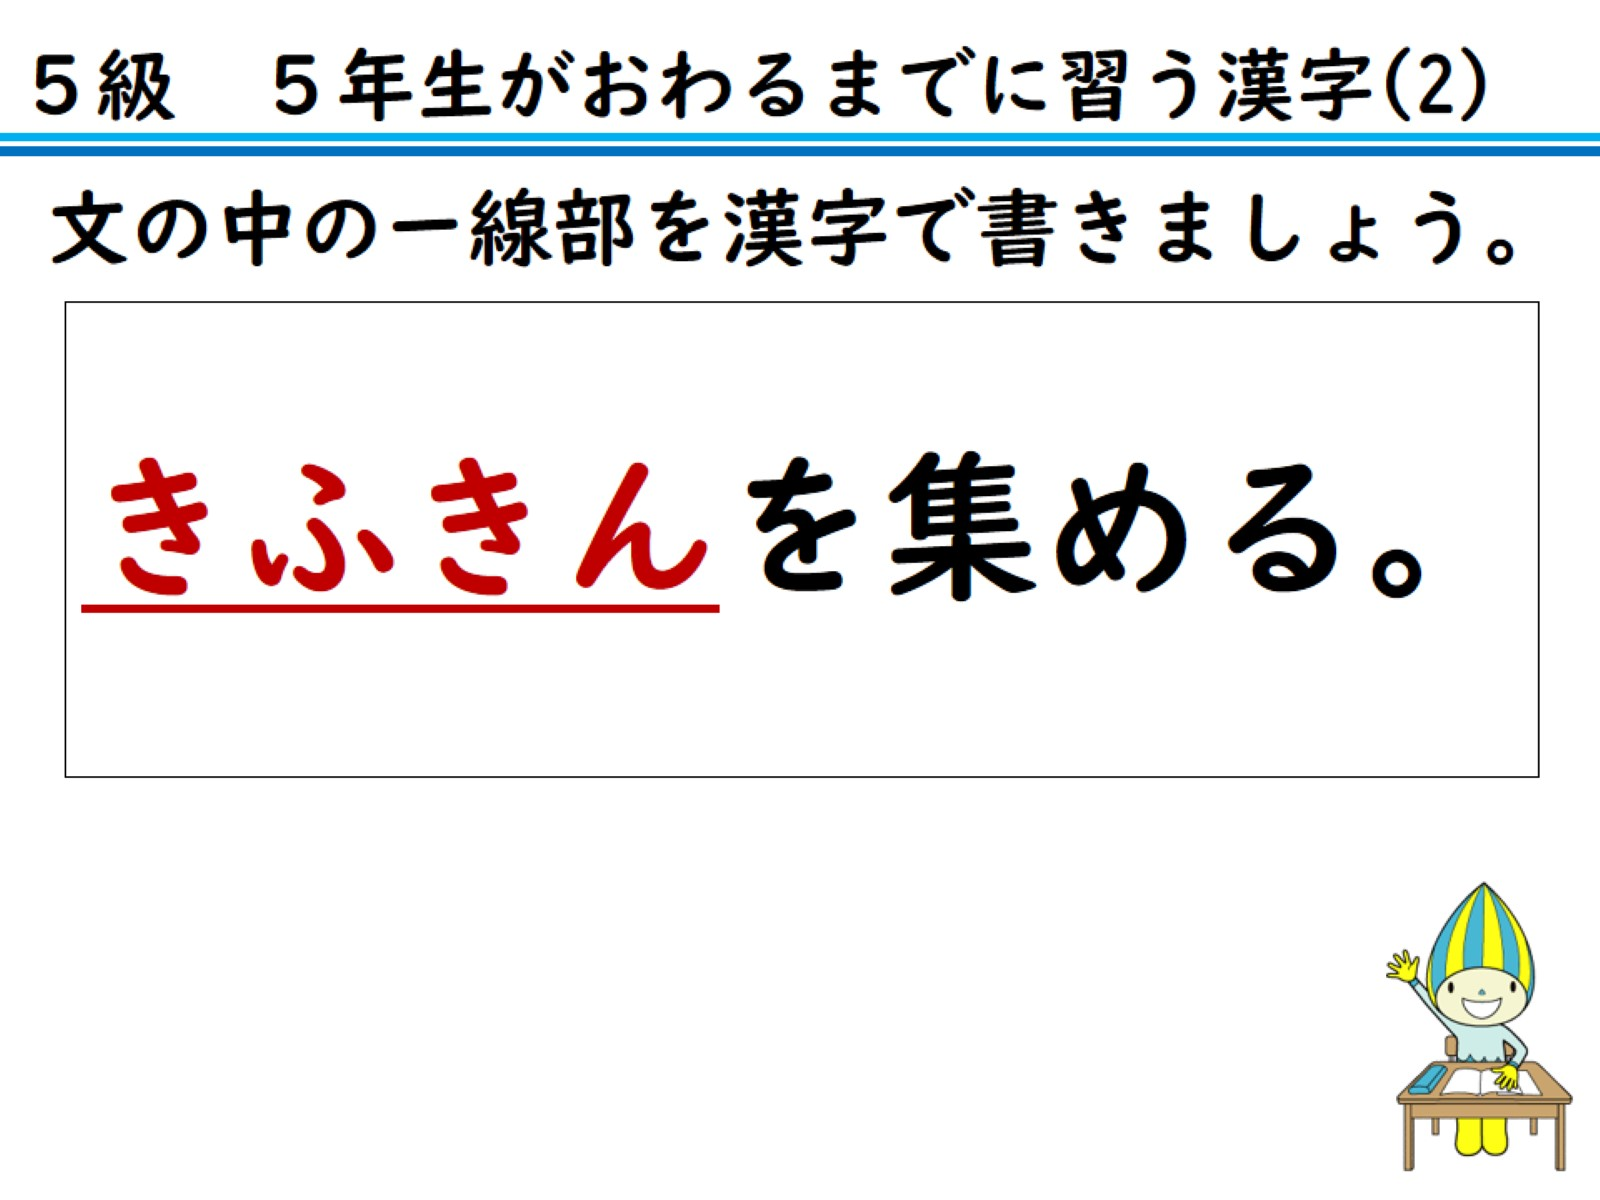 ５級　５年生がおわるまでに習う漢字(2)
文の中の一線部を漢字で書きましょう。
きふきんを集める。